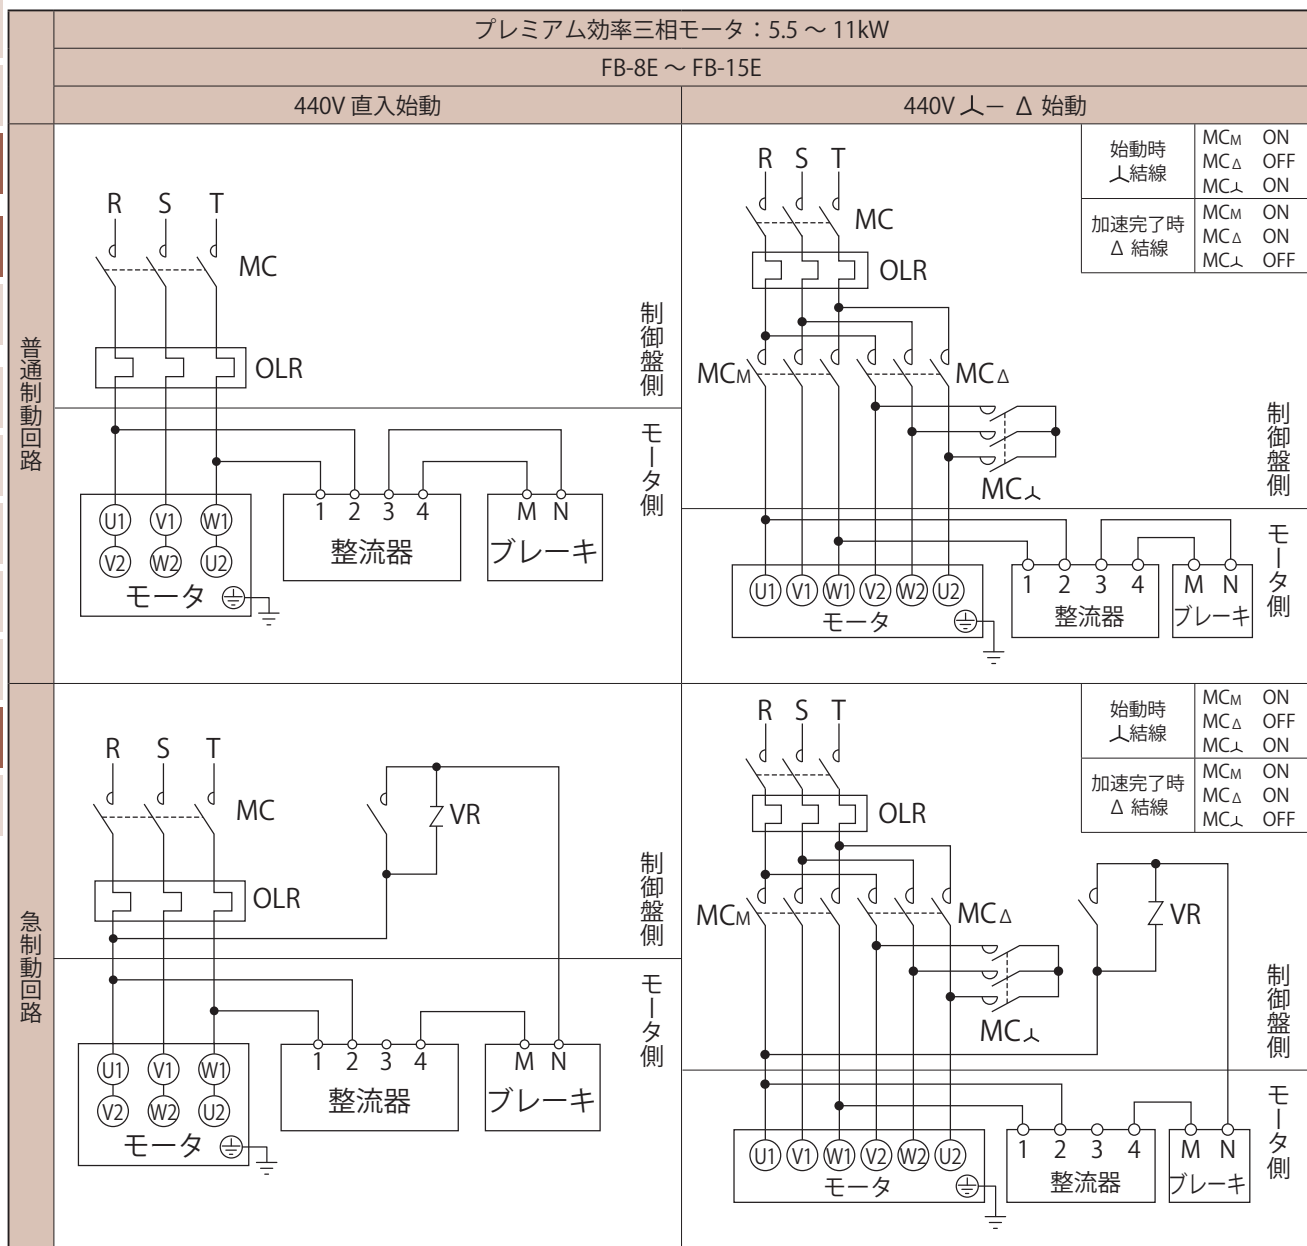 プレミアム効率三相モータ：5.5 ～ 11kW
FB-8E ～ FB-15E
440V 直入始動
440V 人 － Δ 始動
普通制動回路
R S T
MC
OLR
制御盤側
モータ側
U1 V1 W1
V2 W2 U2
モータ
1 2 3 4
整流器
M N
ブレーキ
始動時
人結線
MCM ON
MCΔ OFF
MC人 ON
加速完了時
Δ 結線
MCM ON
MCΔ ON
MC人 OFF
R S T
MC
OLR
MCM
MCΔ
MC人
制御盤側
モータ側
U1 V1 W1 V2 W2 U2
モータ
1 2 3 4
整流器
M N
ブレーキ
急制動回路
R S T
MC
VR
OLR
制御盤側
モータ側
U1 V1 W1
V2 W2 U2
モータ
1 2 3 4
整流器
M N
ブレーキ
始動時
人結線
MCM ON
MCΔ OFF
MC人 ON
加速完了時
Δ 結線
MCM ON
MCΔ ON
MC人 OFF
R S T
OLR
MCM
MCΔ
VR
MC人
制御盤側
モータ側
U1 V1 W1 V2 W2 U2
モータ
1 2 3 4
整流器
M N
ブレーキ